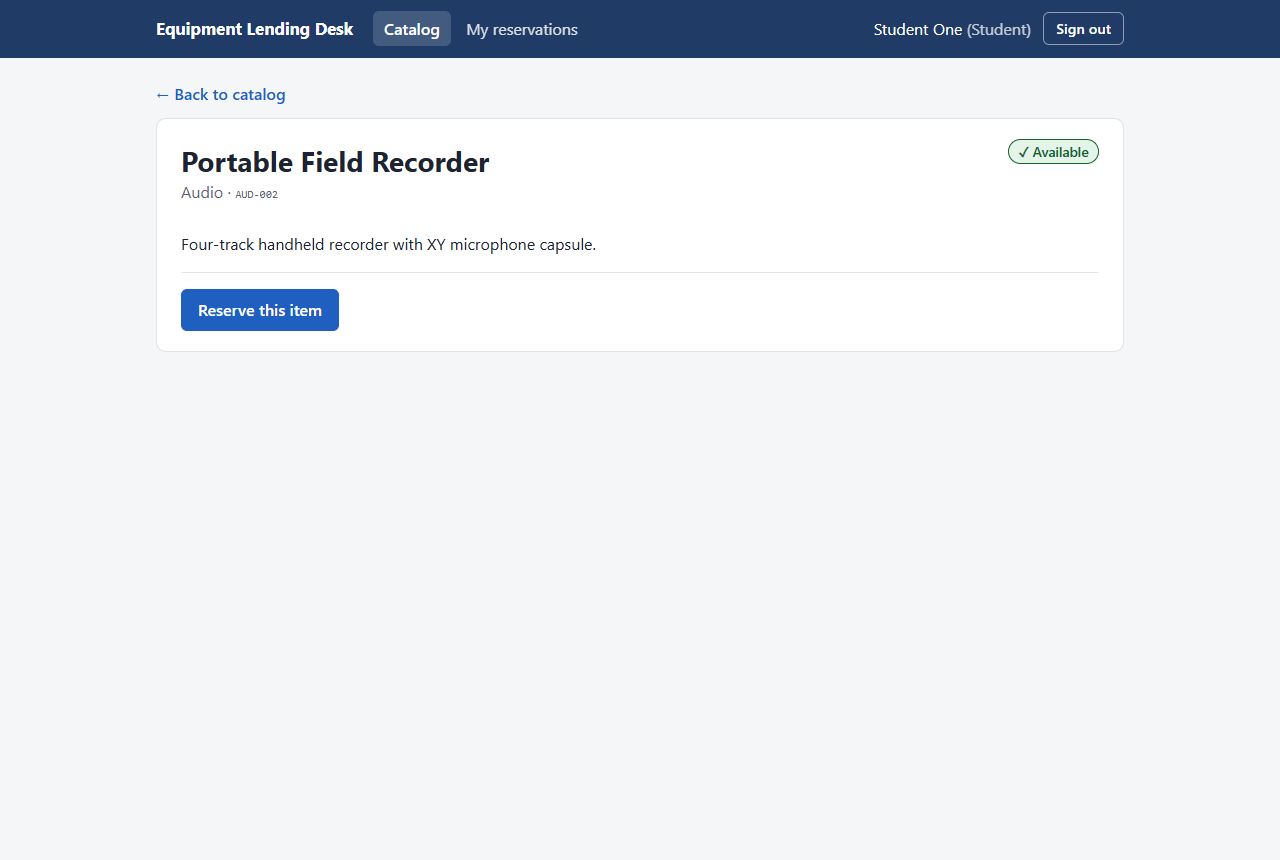 Equipment Lending Desk Catalog My reservations Student One (Student) Sign out
← Back to catalog
Portable Field Recorder ✓ Available
Audio · AUD-002
Four-track handheld recorder with XY microphone capsule.
Reserve this item